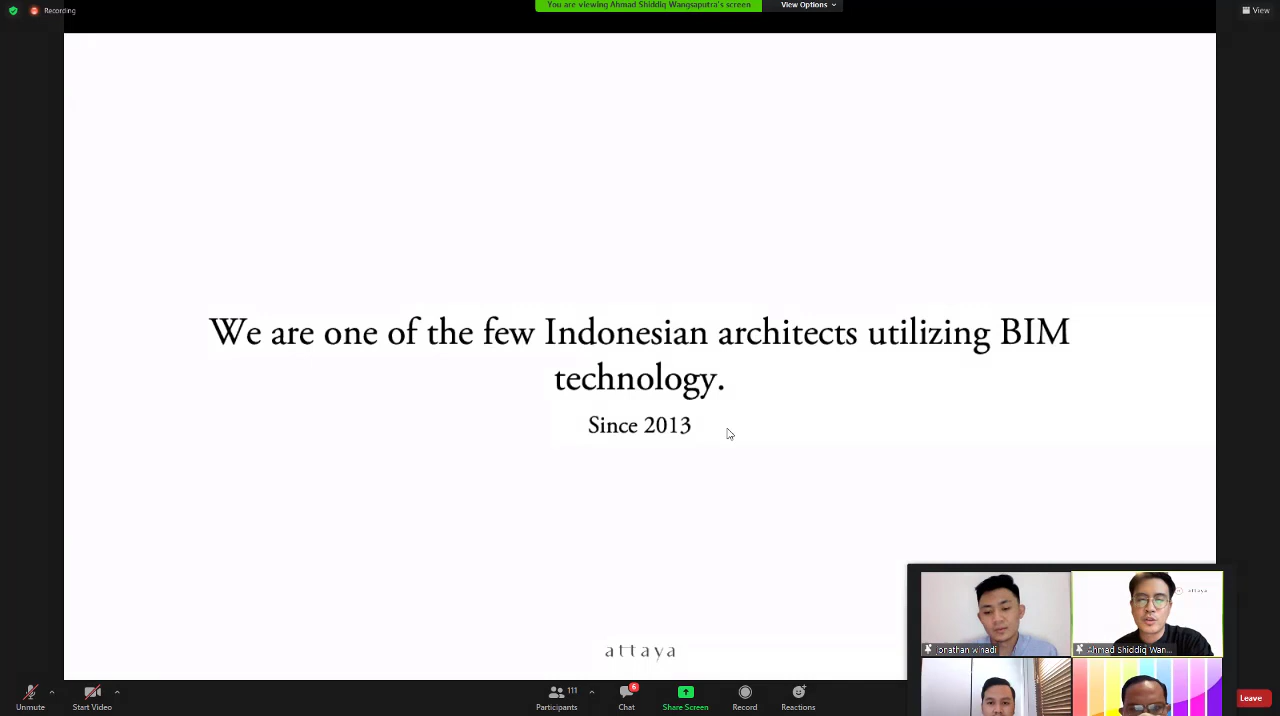 Recording
You are viewing Ahmad Shiddiq Wangsaputra's screen
View Options
View
We are one of the few Indonesian architects utilizing BIM
technology.
Since 2013
attaya
attaya
jonathan winadi
Ahmad Shiddiq Wan...
Unmute
Start Video
111
Participants
6
Chat
Share Screen
Record
Reactions
Leave